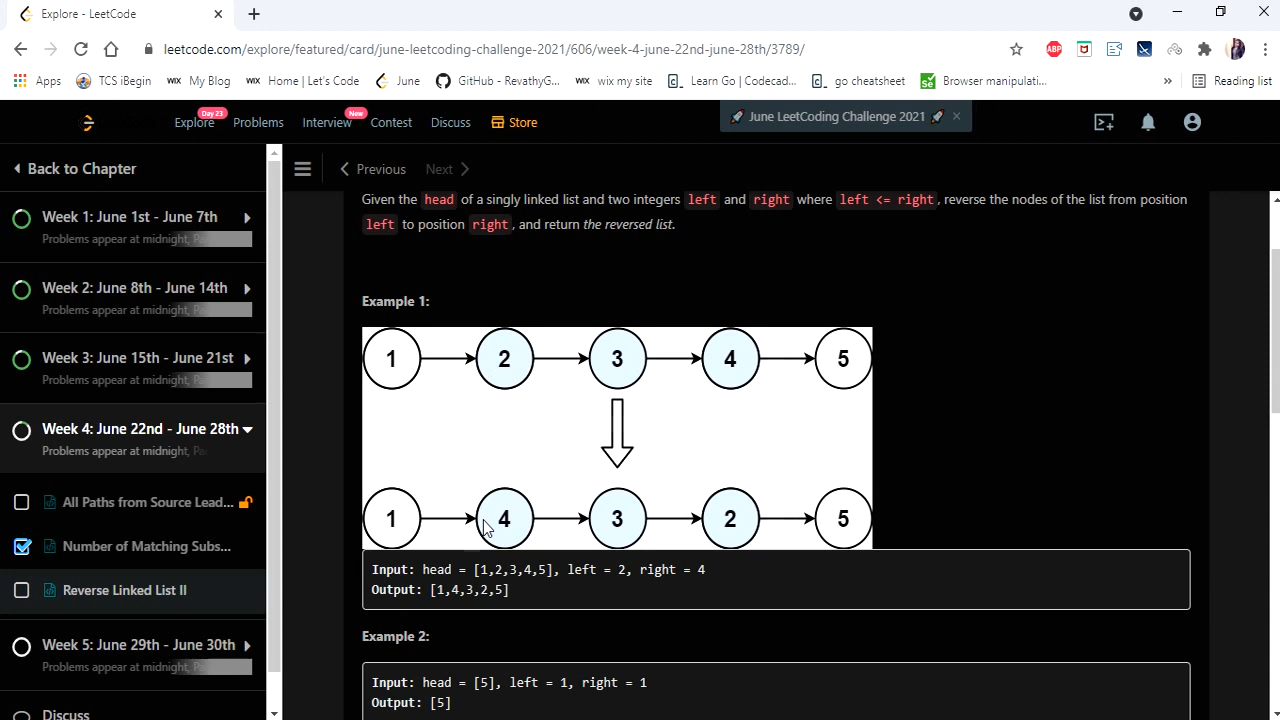 Explore - LeetCode
leetcode.com/explore/featured/card/june-leetcoding-challenge-2021/606/week-4-june-22nd-june-28th/3789/
ABP
Apps TCS iBegin WIX My Blog WIX Home | Let's Code June GitHub - RevathyG... WIX wix my site Learn Go | Codecad... go cheatsheet Se Browser manipulati... » Reading list
Day 23 New
Explore Problems Interview Contest Discuss Store
June LeetCoding Challenge 2021
Back to Chapter
Previous Next
Week 1: June 1st - June 7th
Problems appear at midnight,
Week 2: June 8th - June 14th
Problems appear at midnight,
Week 3: June 15th - June 21st
Problems appear at midnight,
Week 4: June 22nd - June 28th
Problems appear at midnight,
All Paths from Source Lead...
Number of Matching Subs...
Reverse Linked List II
Week 5: June 29th - June 30th
Problems appear at midnight,
Discuss
Given the head of a singly linked list and two integers left and right where left <= right, reverse the nodes of the list from position
left to position right, and return the reversed list.
Example 1:
1 2 3 4 5
1 4 3 2 5
Input: head = [1,2,3,4,5], left = 2, right = 4
Output: [1,4,3,2,5]
Example 2:
Input: head = [5], left = 1, right = 1
Output: [5]